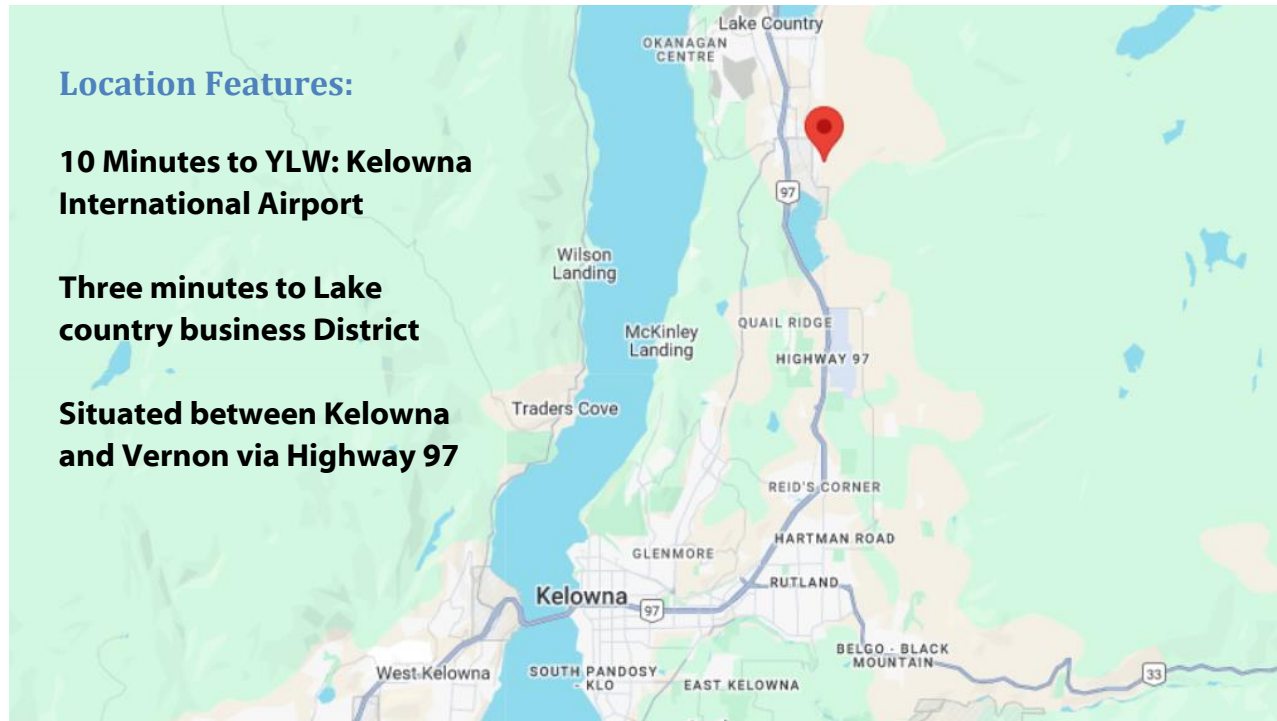 Location Features:
10 Minutes to YLW: Kelowna
International Airport
Three minutes to Lake
country business District
Situated between Kelowna
and Vernon via Highway 97
Lake Country
OKANAGAN
CENTRE
97
Wilson
Landing
McKinley
Landing
QUAIL RIDGE
HIGHWAY 97
Traders Cove
REID'S CORNER
HARTMAN ROAD
GLENMORE
RUTLAND
Kelowna
97
BELGO - BLACK
MOUNTAIN
West Kelowna
SOUTH PANDOSY
- KLO
EAST KELOWNA
33